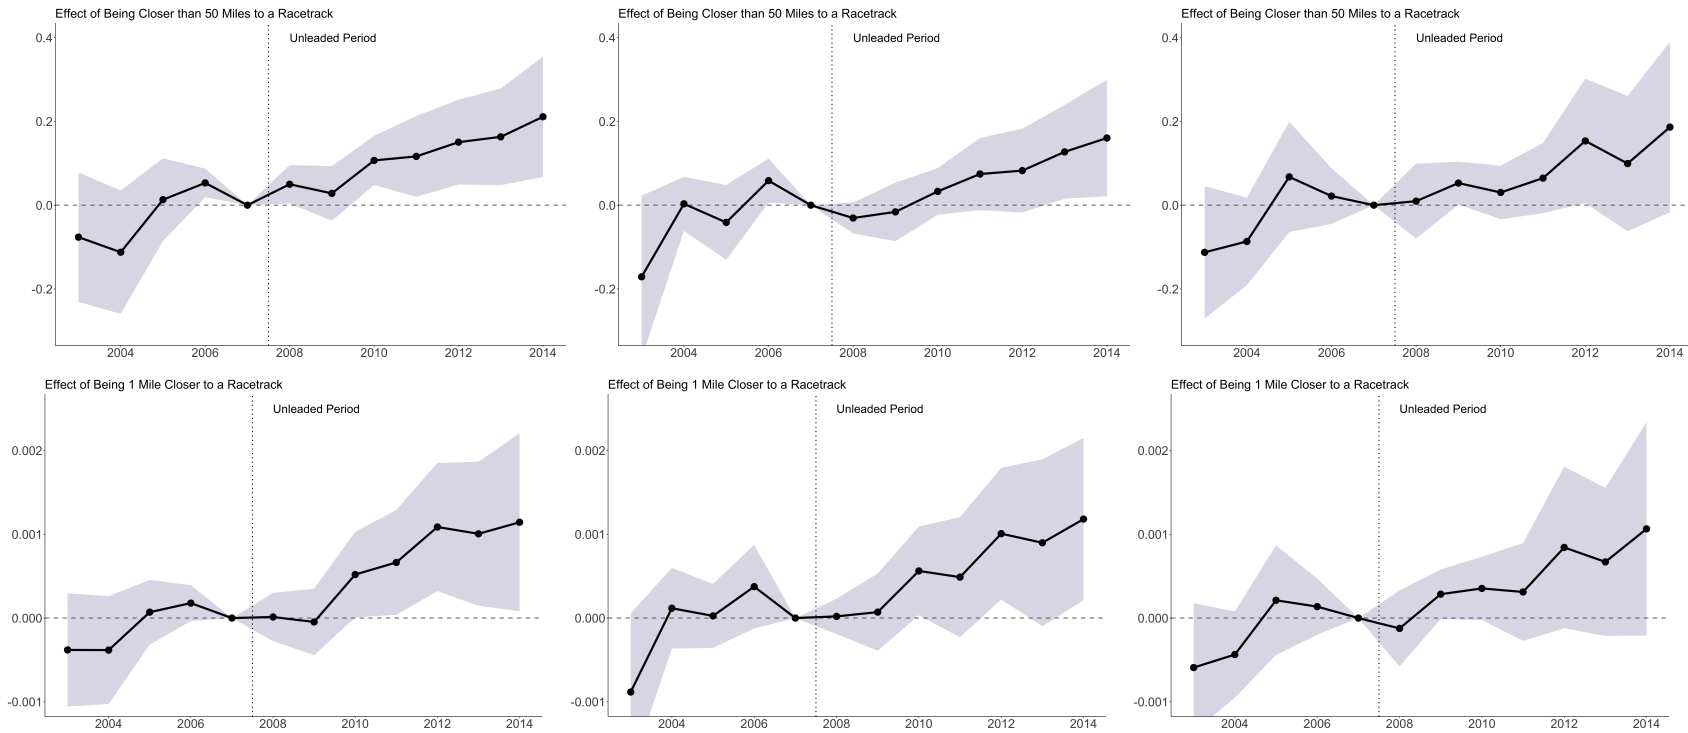 Effect of Being Closer than 50 Miles to a Racetrack
Unleaded Period
0.4
0.2
0.0
-0.2
2004 2006 2008 2010 2012 2014
Effect of Being Closer than 50 Miles to a Racetrack
Unleaded Period
0.4
0.2
0.0
-0.2
2004 2006 2008 2010 2012 2014
Effect of Being Closer than 50 Miles to a Racetrack
Unleaded Period
0.4
0.2
0.0
-0.2
2004 2006 2008 2010 2012 2014
Effect of Being 1 Mile Closer to a Racetrack
Unleaded Period
0.002
0.001
0.000
-0.001
2004 2006 2008 2010 2012 2014
Effect of Being 1 Mile Closer to a Racetrack
Unleaded Period
0.002
0.001
0.000
-0.001
2004 2006 2008 2010 2012 2014
Effect of Being 1 Mile Closer to a Racetrack
Unleaded Period
0.002
0.001
0.000
-0.001
2004 2006 2008 2010 2012 2014